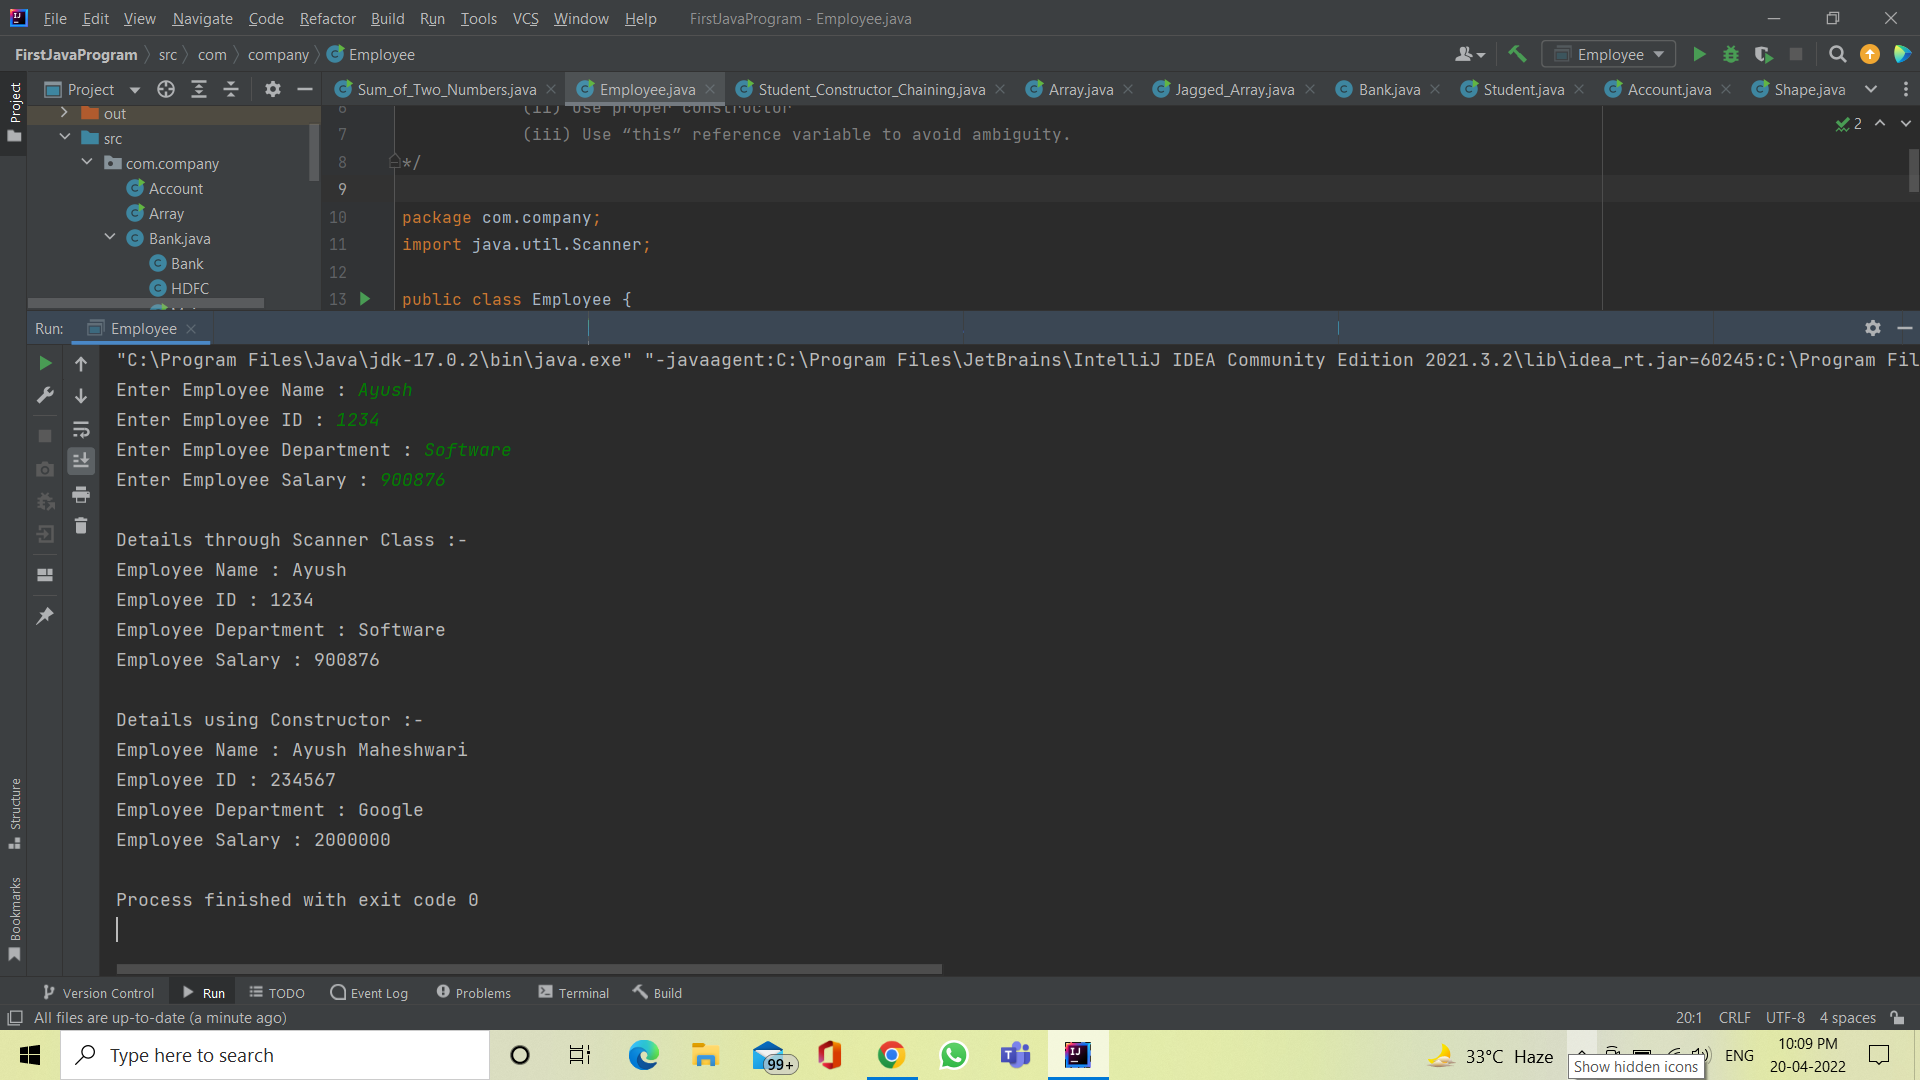 File Edit View Navigate Code Refactor Build Run Tools VCS Window Help FirstJavaProgram - Employee.java
FirstJavaProgram src com company Employee Employee
Project Sum_of_Two_Numbers.java Employee.java Student_Constructor_Chaining.java Array.java Jagged_Array.java Bank.java Student.java Account.java Shape.java
Project
out
src
com.company
Account
Array
Bank.java
Bank
HDFC
6 (ii) Use proper constructor
7 (iii) Use “this” reference variable to avoid ambiguity.
8 */
9
10 package com.company;
11 import java.util.Scanner;
12
13 public class Employee {
2
Run: Employee
"C:\Program Files\Java\jdk-17.0.2\bin\java.exe" "-javaagent:C:\Program Files\JetBrains\IntelliJ IDEA Community Edition 2021.3.2\lib\idea_rt.jar=60245:C:\Program Fil
Enter Employee Name : Ayush
Enter Employee ID : 1234
Enter Employee Department : Software
Enter Employee Salary : 900876
Details through Scanner Class :-
Employee Name : Ayush
Employee ID : 1234
Employee Department : Software
Employee Salary : 900876
Details using Constructor :-
Employee Name : Ayush Maheshwari
Employee ID : 234567
Employee Department : Google
Employee Salary : 2000000
Process finished with exit code 0
Structure
Bookmarks
Version Control Run TODO Event Log Problems Terminal Build
All files are up-to-date (a minute ago) 20:1 CRLF UTF-8 4 spaces
Type here to search 99+ 33°C Haze ENG 10:09 PM
20-04-2022
Show hidden icons